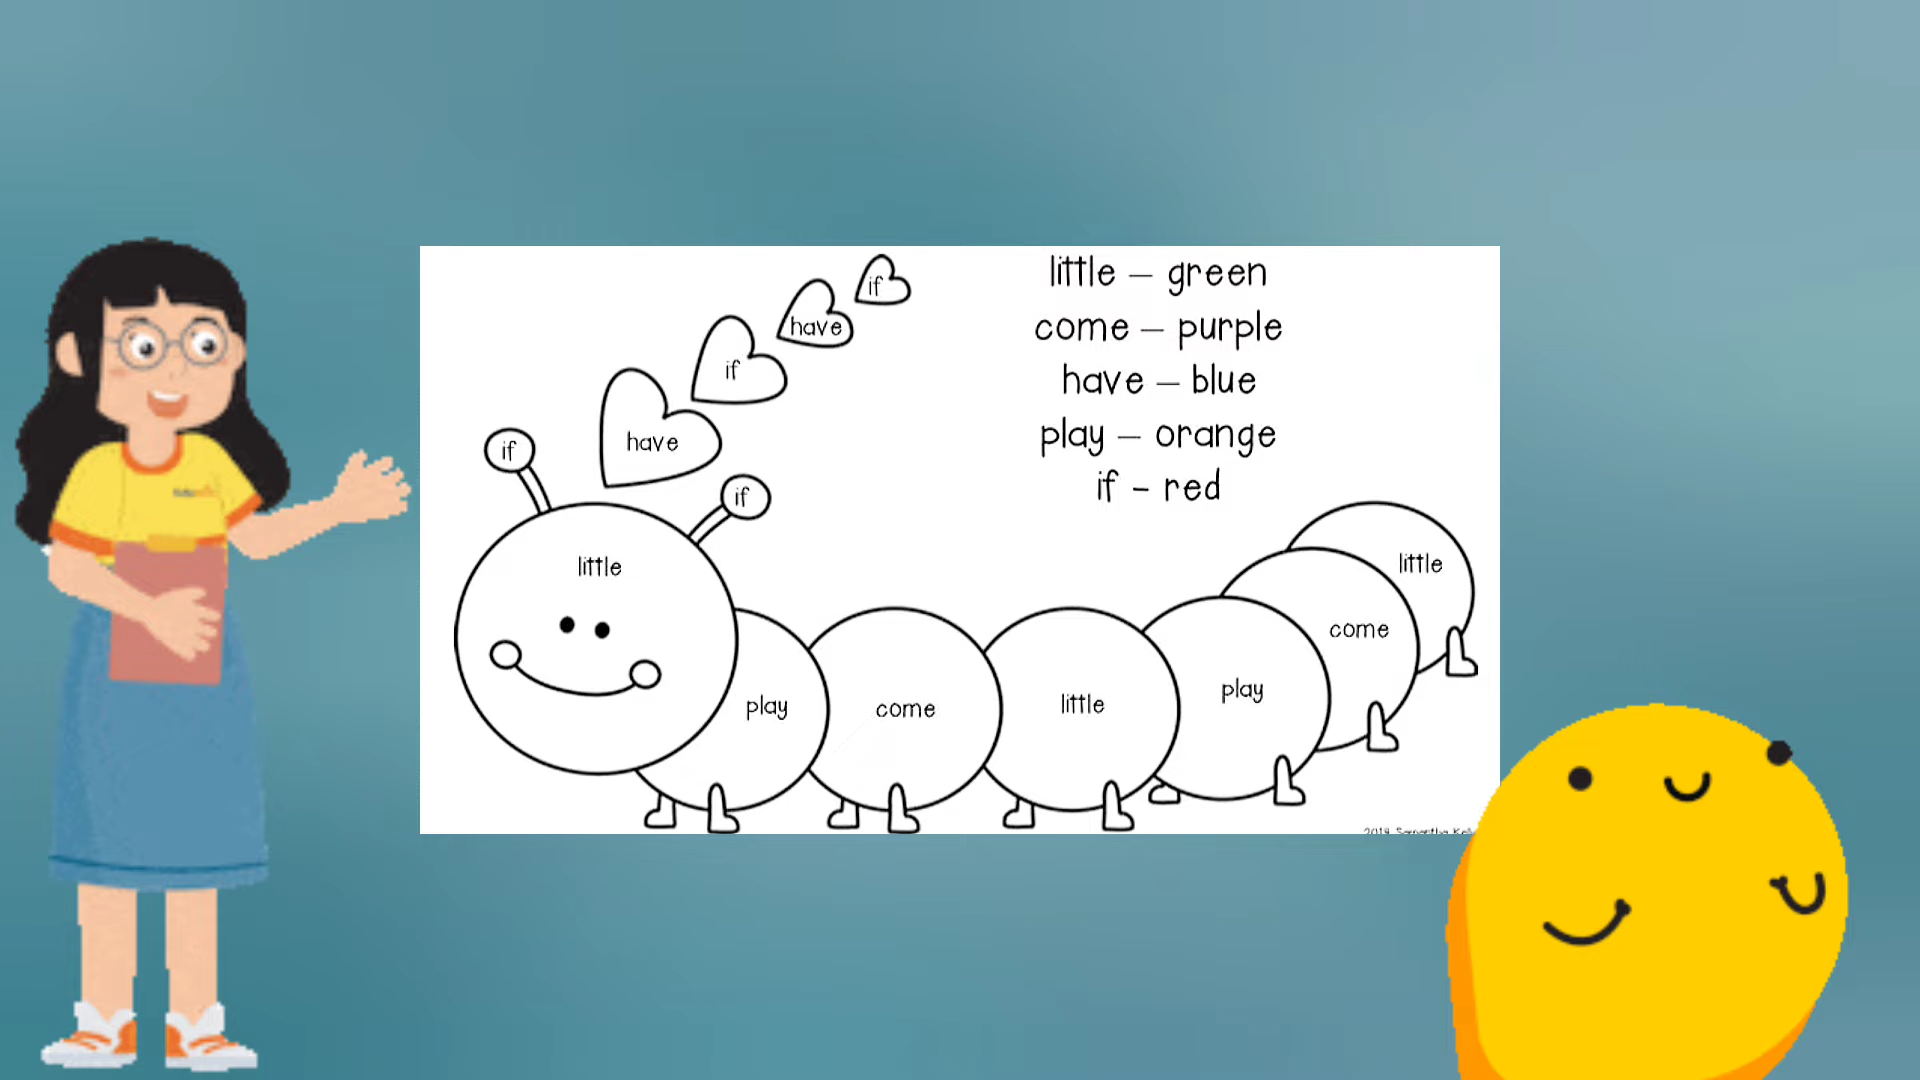 little – green
come – purple
have – blue
play – orange
if – red
if
have
if
have
if
if
little
play
come
little
play
come
little